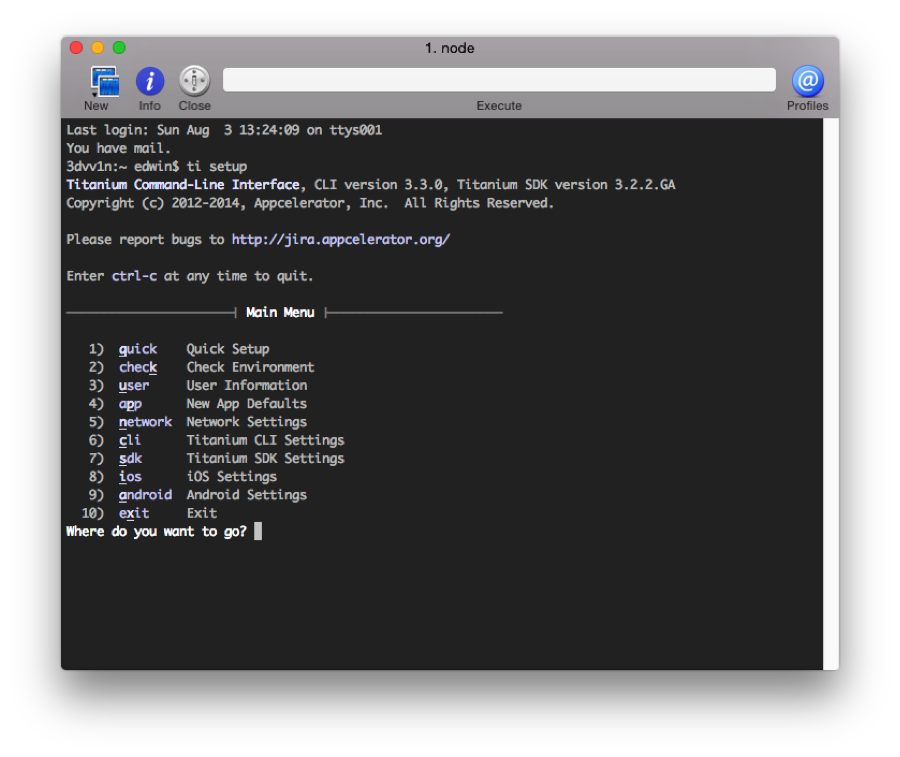 1. node
New Info Close Execute Profiles
Last login: Sun Aug  3 13:24:09 on ttys001
You have mail.
3dvv1n:~ edwin$ ti setup
Titanium Command-Line Interface, CLI version 3.3.0, Titanium SDK version 3.2.2.GA
Copyright (c) 2012-2014, Appcelerator, Inc.  All Rights Reserved.
Please report bugs to http://jira.appcelerator.org/
Enter ctrl-c at any time to quit.
Main Menu
1) quick Quick Setup
2) check Check Environment
3) user User Information
4) app New App Defaults
5) network Network Settings
6) cli Titanium CLI Settings
7) sdk Titanium SDK Settings
8) ios iOS Settings
9) android Android Settings
10) exit Exit
Where do you want to go?